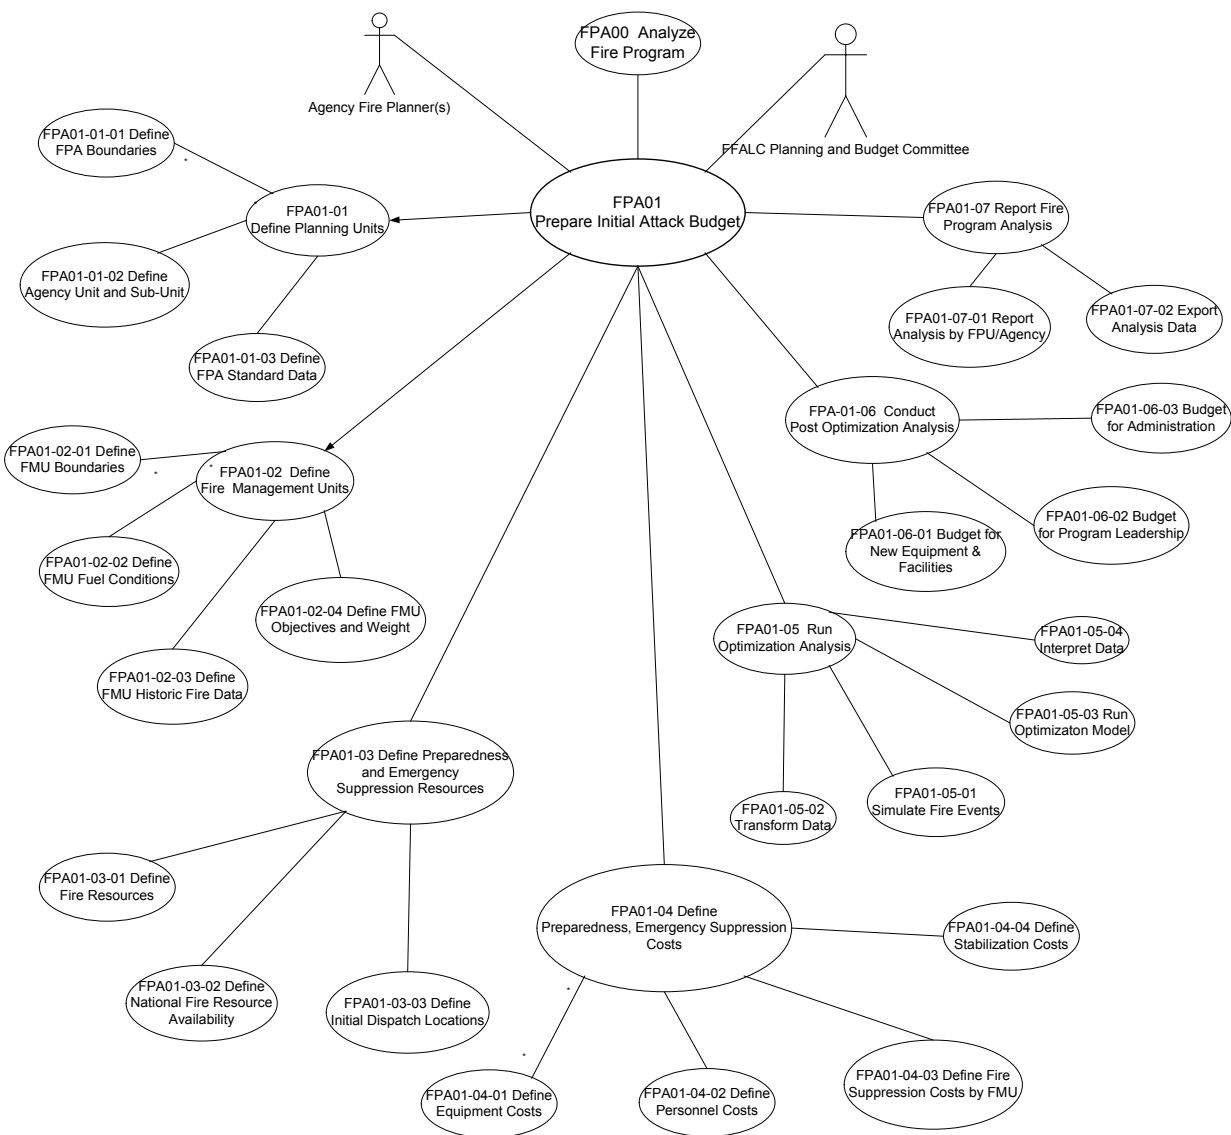 FPA00  Analyze
Fire Program
Agency Fire Planner(s)
FFALC Planning and Budget Committee
FPA01-01-01 Define
FPA Boundaries
FPA01
Prepare Initial Attack Budget
FPA01-01
Define Planning Units
FPA01-07 Report Fire
Program Analysis
FPA01-01-02 Define
Agency Unit and Sub-Unit
FPA01-07-01 Report
Analysis by FPU/Agency
FPA01-07-02 Export
Analysis Data
FPA01-01-03 Define
FPA Standard Data
FPA-01-06  Conduct
Post Optimization Analysis
FPA01-06-03 Budget
for Administration
FPA01-02-01 Define
FMU Boundaries
FPA01-02  Define
Fire  Management Units
FPA01-06-02 Budget
for Program Leadership
FPA01-06-01 Budget for
New Equipment &
Facilities
FPA01-02-02 Define
FMU Fuel Conditions
FPA01-02-04 Define FMU
Objectives and Weight
FPA01-05  Run
Optimization Analysis
FPA01-05-04
Interpret Data
FPA01-02-03 Define
FMU Historic Fire Data
FPA01-05-03 Run
Optimizaton Model
FPA01-03 Define Preparedness
and Emergency
Suppression Resources
FPA01-05-02
Transform Data
FPA01-05-01
Simulate Fire Events
FPA01-03-01 Define
Fire Resources
FPA01-04 Define
Preparedness, Emergency Suppression
Costs
FPA01-04-04 Define
Stabilization Costs
FPA01-03-02 Define
National Fire Resource
Availability
FPA01-03-03 Define
Initial Dispatch Locations
FPA01-04-01 Define
Equipment Costs
FPA01-04-02 Define
Personnel Costs
FPA01-04-03 Define Fire
Suppression Costs by FMU